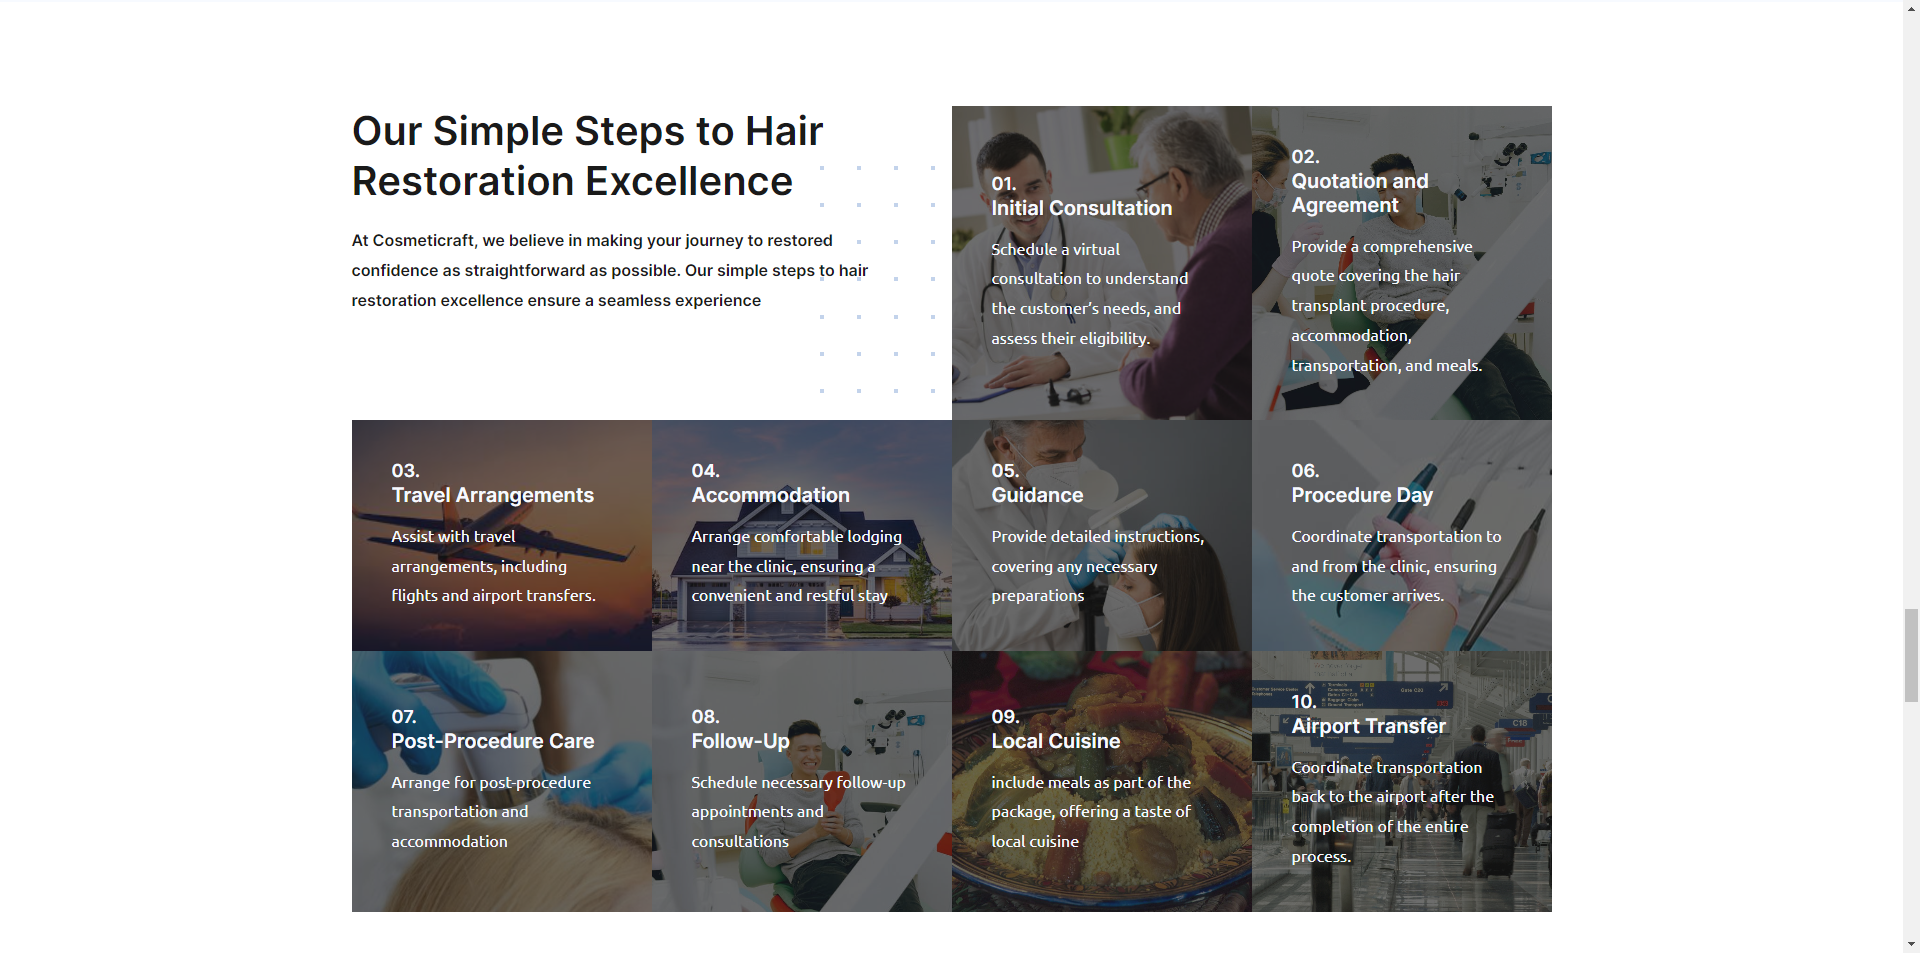 Our Simple Steps to Hair
Restoration Excellence
At Cosmeticraft, we believe in making your journey to restored
confidence as straightforward as possible. Our simple steps to hair
restoration excellence ensure a seamless experience
01.
Initial Consultation
Schedule a virtual
consultation to understand
the customer’s needs, and
assess their eligibility.
02.
Quotation and
Agreement
Provide a comprehensive
quote covering the hair
transplant procedure,
accommodation,
transportation, and meals.
03.
Travel Arrangements
Assist with travel
arrangements, including
flights and airport transfers.
04.
Accommodation
Arrange comfortable lodging
near the clinic, ensuring a
convenient and restful stay
05.
Guidance
Provide detailed instructions,
covering any necessary
preparations
06.
Procedure Day
Coordinate transportation to
and from the clinic, ensuring
the customer arrives.
07.
Post-Procedure Care
Arrange for post-procedure
transportation and
accommodation
08.
Follow-Up
Schedule necessary follow-up
appointments and
consultations
09.
Local Cuisine
include meals as part of the
package, offering a taste of
local cuisine
10.
Airport Transfer
Coordinate transportation
back to the airport after the
completion of the entire
process.
Gate C20
C18